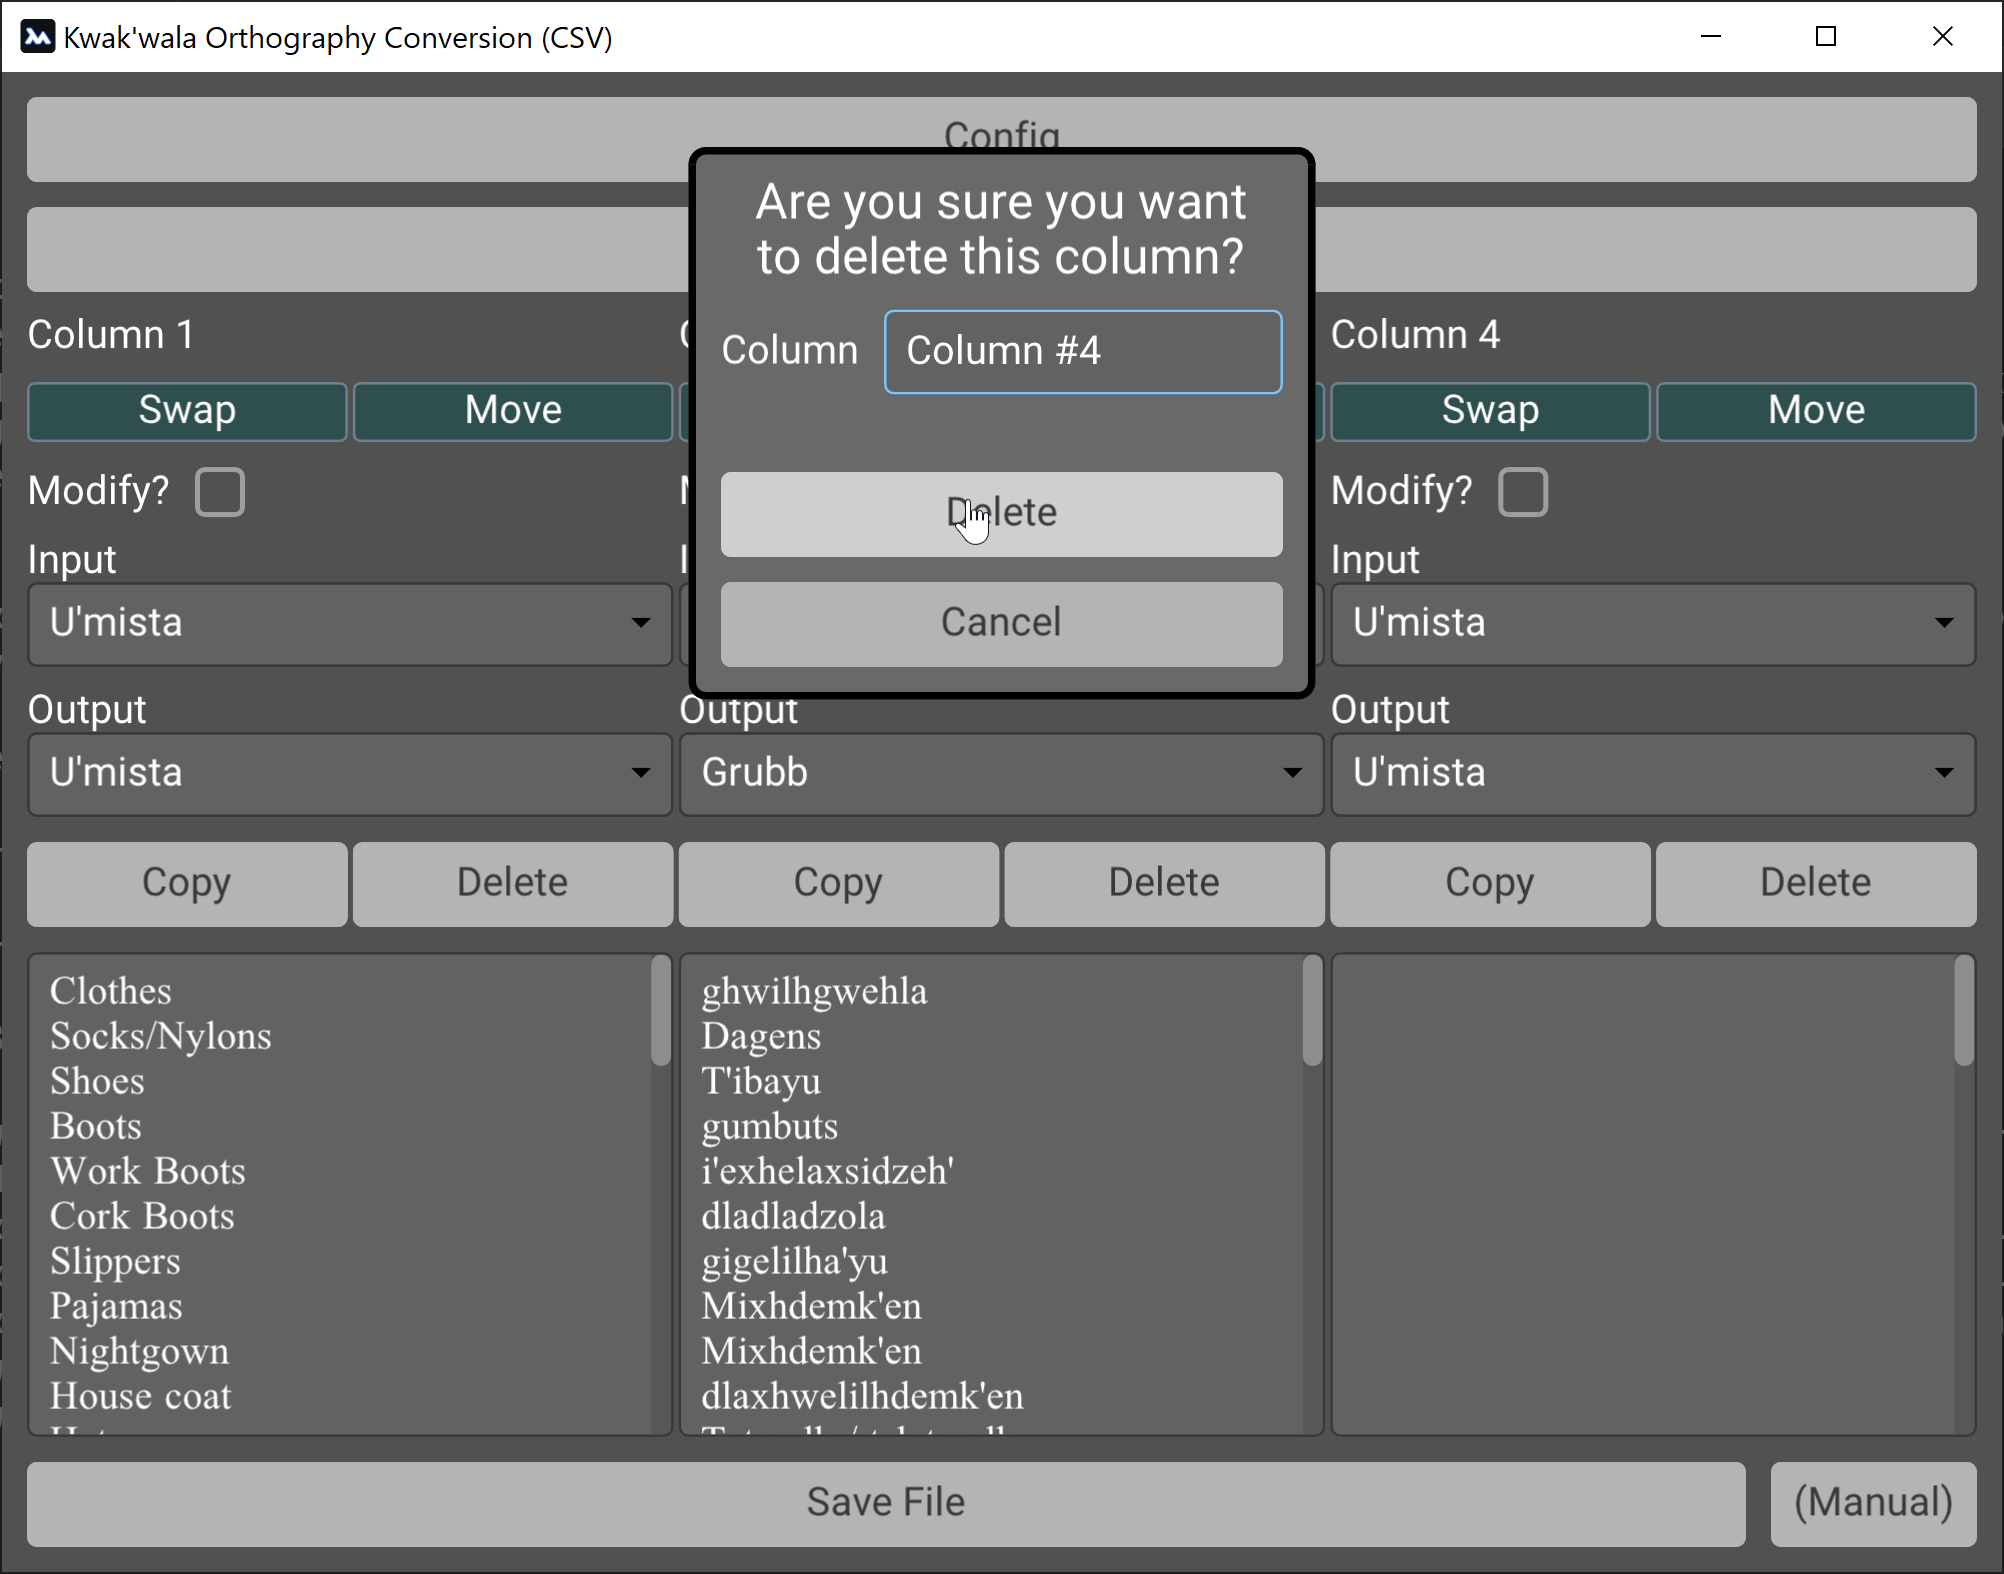 Kwak'wala Orthography Conversion (CSV)
Config
Are you sure you want
to delete this column?
Column
Column #4
Delete
Cancel
Column 1
Swap
Move
Modify?
Input
U'mista
Output
U'mista
Copy
Delete
Clothes
Socks/Nylons
Shoes
Boots
Work Boots
Cork Boots
Slippers
Pajamas
Nightgown
House coat
Output
Grubb
Copy
Delete
ghwilhgwehla
Dagens
T'ibayu
gumbuts
i'exhelaxsidzeh'
dladladzola
gigelilha'yu
Mixhdemk'en
Mixhdemk'en
dlaxhwelilhdemk'en
Column 4
Swap
Move
Modify?
Input
U'mista
Output
U'mista
Copy
Delete
Save File
(Manual)